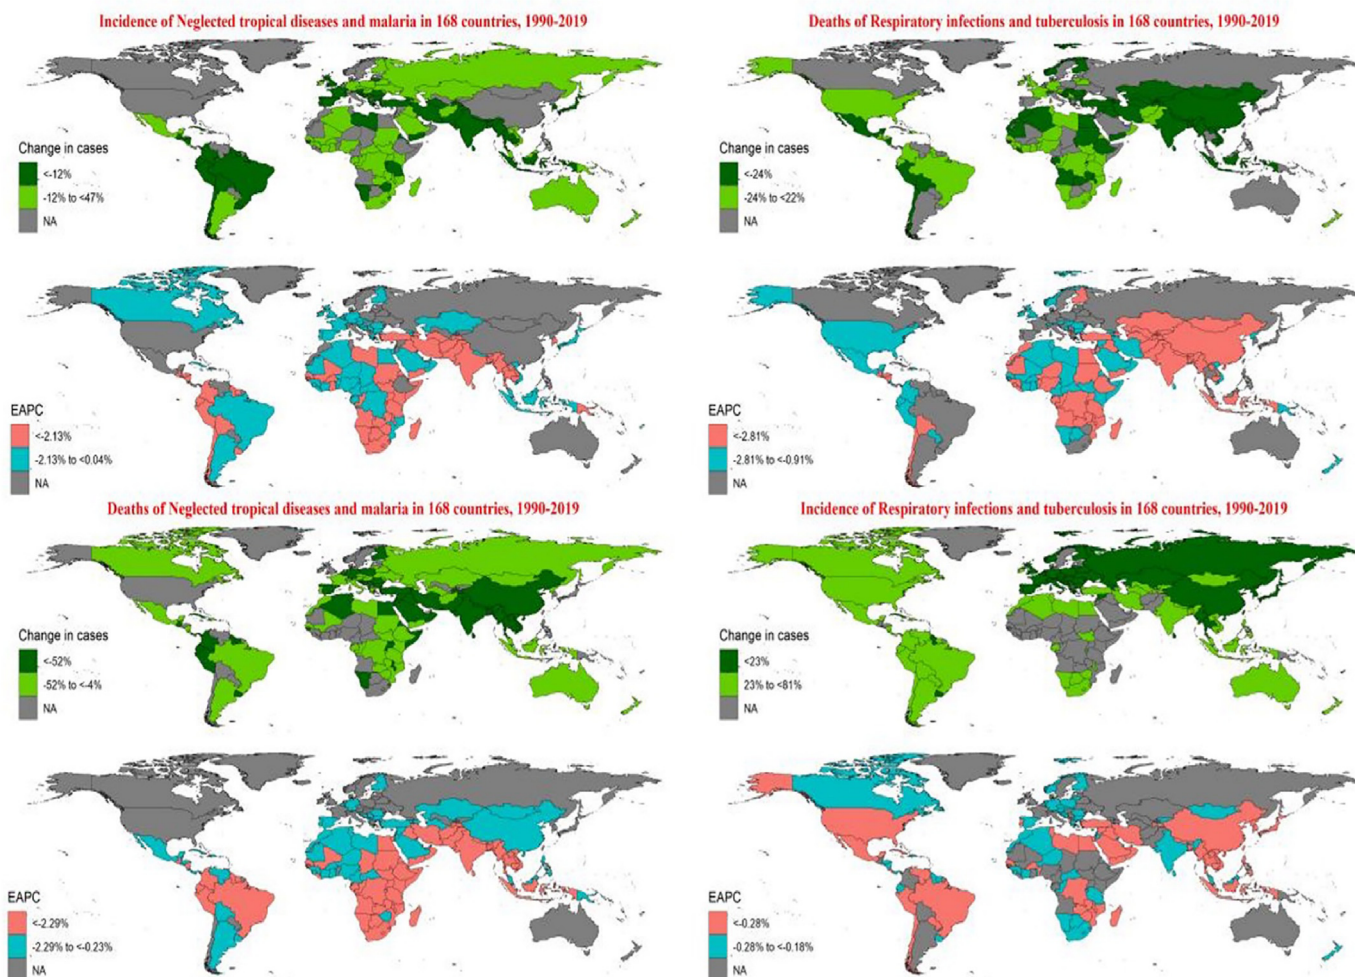 Incidence of Neglected tropical diseases and malaria in 168 countries, 1990-2019
Change in cases
<-12%
-12% to <47%
NA
EAPC
<-2.13%
-2.13% to <0.04%
NA
Deaths of Neglected tropical diseases and malaria in 168 countries, 1990-2019
Change in cases
<-52%
-52% to <-4%
NA
EAPC
<-2.29%
-2.29% to <-0.23%
NA
Deaths of Respiratory infections and tuberculosis in 168 countries, 1990-2019
Change in cases
<-24%
-24% to <22%
NA
EAPC
<-2.81%
-2.81% to <-0.91%
NA
Incidence of Respiratory infections and tuberculosis in 168 countries, 1990-2019
Change in cases
<23%
23% to <81%
NA
EAPC
<-0.28%
-0.28% to <-0.18%
NA